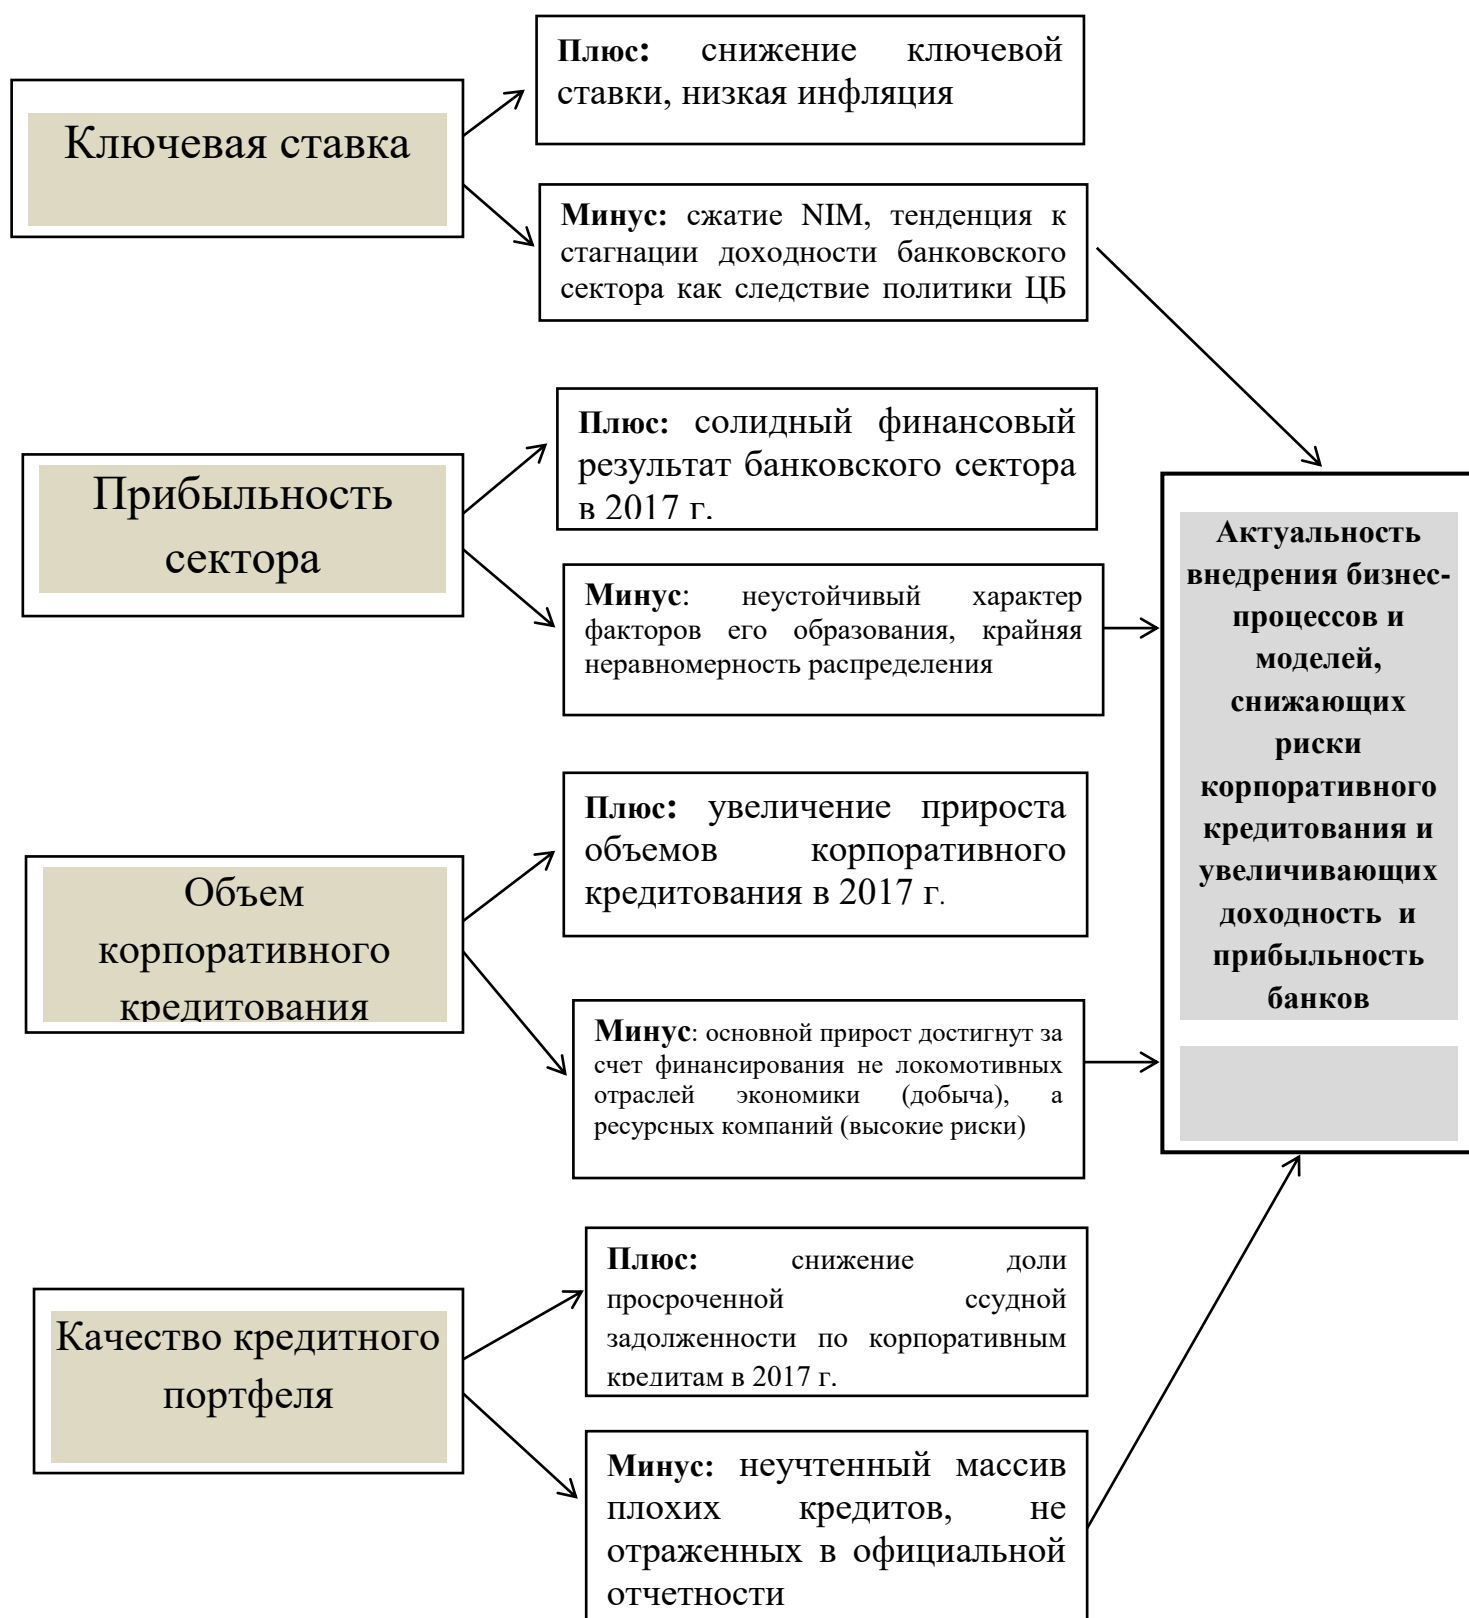 Ключевая ставка
Плюс: снижение ключевой
ставки, низкая инфляция
Минус: сжатие NIM, тенденция к
стагнации доходности банковского
сектора как следствие политики ЦБ
Прибыльность
сектора
Плюс: солидный финансовый
результат банковского сектора
в 2017 г.
Минус: неустойчивый характер
факторов его образования, крайняя
неравномерность распределения
Объем
корпоративного
кредитования
Плюс: увеличение прироста
объемов корпоративного
кредитования в 2017 г.
Минус: основной прирост достигнут за
счет финансирования не локомотивных
отраслей экономики (добыча), а
ресурсных компаний (высокие риски)
Качество кредитного
портфеля
Плюс: снижение доли
просроченной ссудной
задолженности по корпоративным
кредитам в 2017 г.
Минус: неучтенный массив
плохих кредитов, не
отраженных в официальной
отчетности
Актуальность
внедрения бизнес-
процессов и
моделей,
снижающих
риски
корпоративного
кредитования и
увеличивающих
доходность и
прибыльность
банков